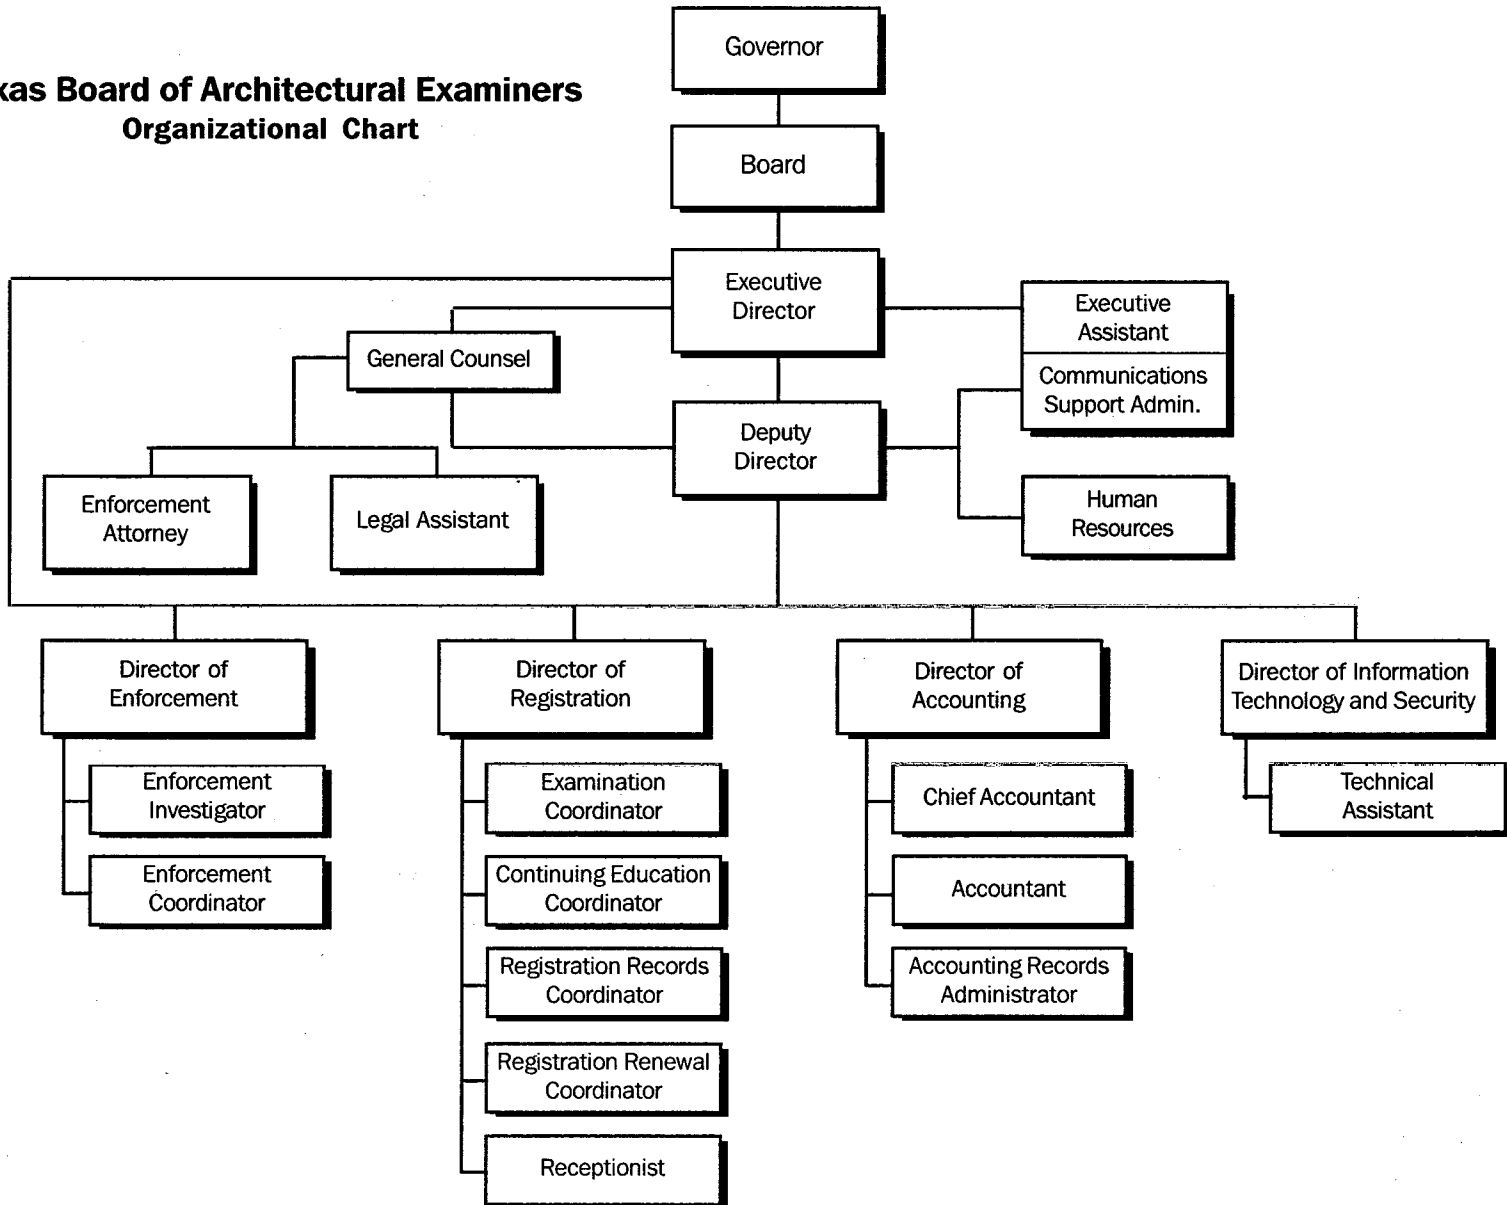 Governor
xas Board of Architectural Examiners
Organizational Chart
Board
Executive
Director
Executive
Assistant
General Counsel
Communications
Support Admin.
Deputy
Director
Enforcement
Attorney
Legal Assistant
Human
Resources
Director of
Enforcement
Director of
Registration
Director of
Accounting
Director of Information
Technology and Security
Enforcement
Investigator
Enforcement
Coordinator
Examination
Coordinator
Continuing Education
Coordinator
Registration Records
Coordinator
Registration Renewal
Coordinator
Receptionist
Chief Accountant
Accountant
Accounting Records
Administrator
Technical
Assistant